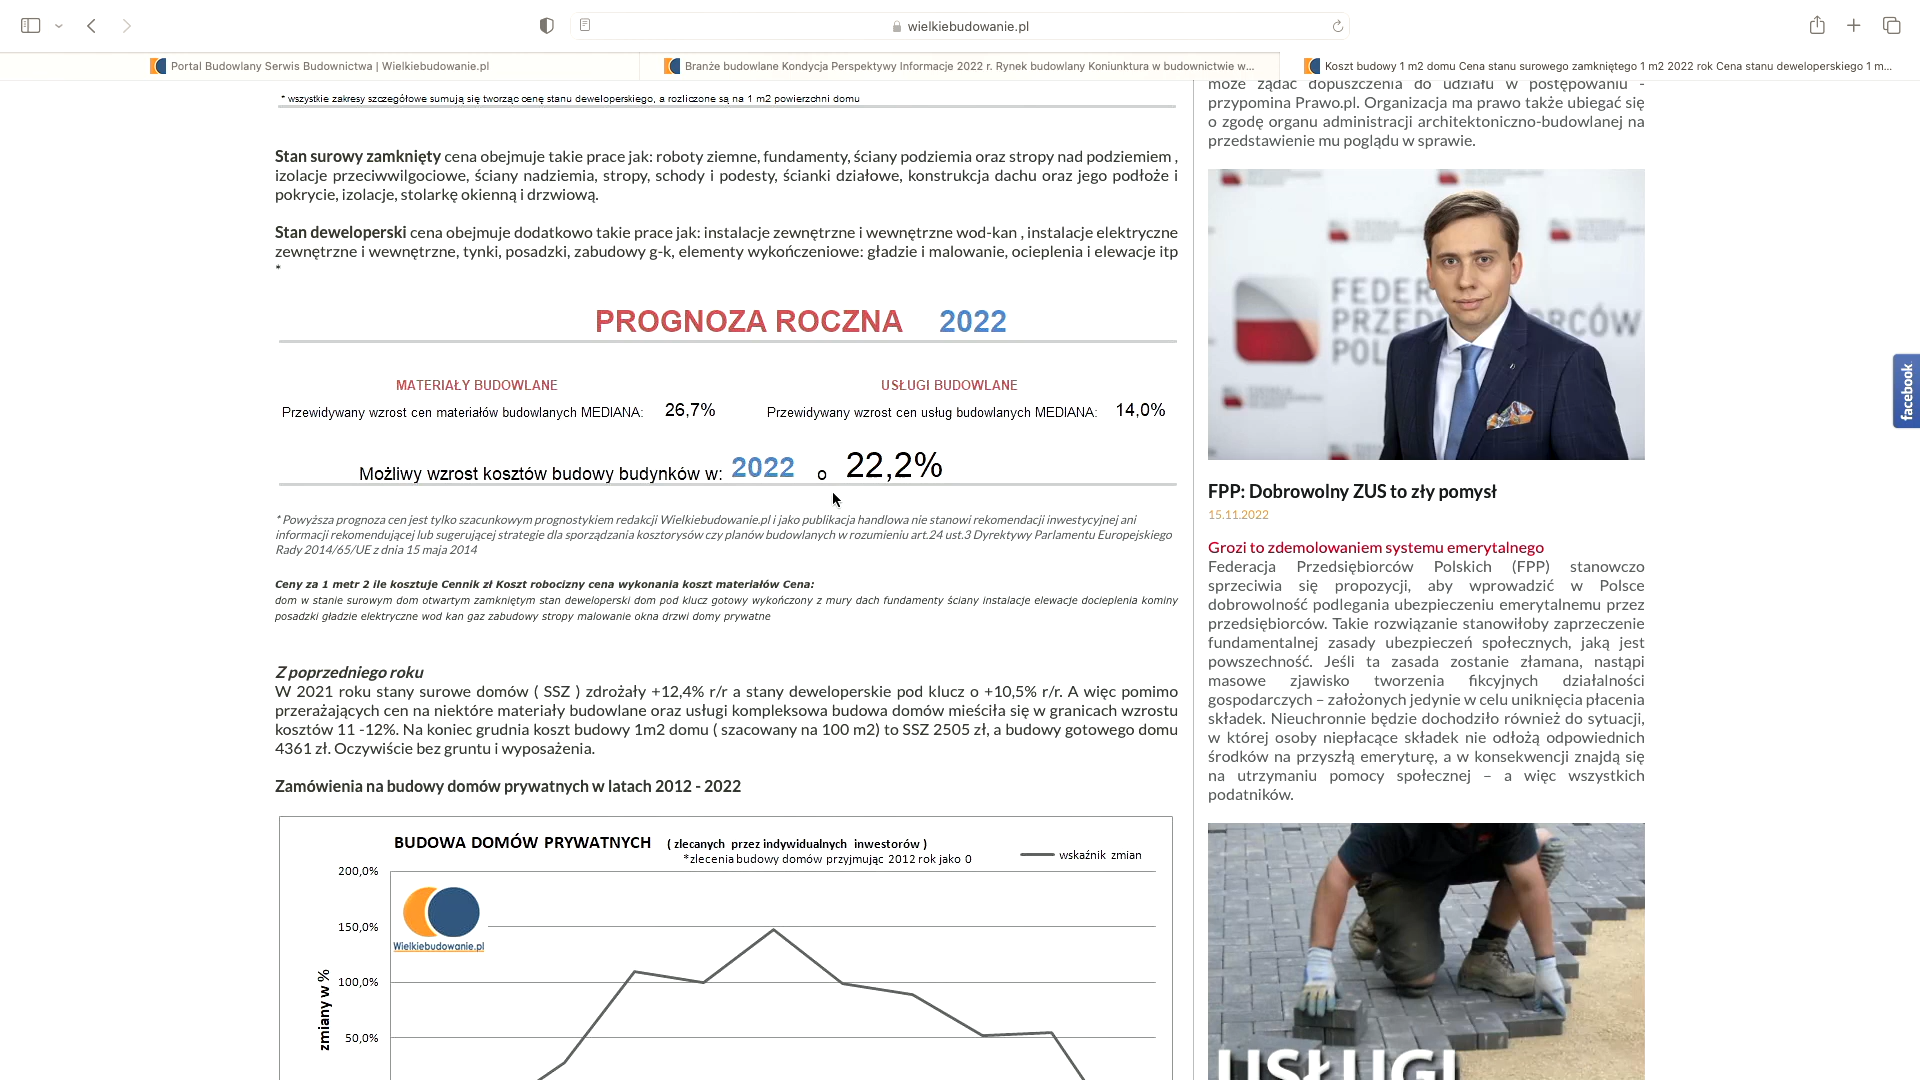 wielkiebudowanie.pl
Portal Budowlany Serwis Budownictwa | Wielkiebudowanie.pl
Branże budowlane Kondycja Perspektywy Informacje 2022 r. Rynek budowlany Koniunktura w budownictwie w...
Koszt budowy 1 m2 domu Cena stanu surowego zamkniętego 1 m2 2022 rok Cena stanu deweloperskiego 1 m...
* wszystkie zakresy szczegółowe sumują się tworząc cenę stanu deweloperskiego, a rozliczone są na 1 m2 powierzchni domu
Stan surowy zamknięty cena obejmuje takie prace jak: roboty ziemne, fundamenty, ściany podziemia oraz stropy nad podziemiem ,
izolacje przeciwwilgociowe, ściany nadziemia, stropy, schody i podesty, ścianki działowe, konstrukcja dachu oraz jego podłoże i
pokrycie, izolacje, stolarkę okienną i drzwiową.
Stan deweloperski cena obejmuje dodatkowo takie prace jak: instalacje zewnętrzne i wewnętrzne wod-kan , instalacje elektryczne
zewnętrzne i wewnętrzne, tynki, posadzki, zabudowy g-k, elementy wykończeniowe: gładzie i malowanie, ocieplenia i elewacje itp
*
PROGNOZA ROCZNA 2022
MATERIAŁY BUDOWLANE
USŁUGI BUDOWLANE
Przewidywany wzrost cen materiałów budowlanych MEDIANA: 26,7%
Przewidywany wzrost cen usług budowlanych MEDIANA: 14,0%
Możliwy wzrost kosztów budowy budynków w: 2022 o 22,2%
* Powyższa prognoza cen jest tylko szacunkowym prognostykiem redakcji Wielkiebudowanie.pl i jako publikacja handlowa nie stanowi rekomendacji inwestycyjnej ani
informacji rekomendującej lub sugerującej strategie dla sporządzania kosztorysów czy planów budowlanych w rozumieniu art.24 ust.3 Dyrektywy Parlamentu Europejskiego
Rady 2014/65/UE z dnia 15 maja 2014
Ceny za 1 metr 2 ile kosztuje Cennik zł Koszt robocizny cena wykonania koszt materiałów Cena:
dom w stanie surowym dom otwartym zamkniętym stan deweloperski dom pod klucz gotowy wykończony z mury dach fundamenty ściany instalacje elewacje docieplenia kominy
posadzki gładzie elektryczne wod kan gaz zabudowy stropy malowanie okna drzwi domy prywatne
Z poprzedniego roku
W 2021 roku stany surowe domów ( SSZ ) zdrożały +12,4% r/r a stany deweloperskie pod klucz o +10,5% r/r. A więc pomimo
przerażających cen na niektóre materiały budowlane oraz usługi kompleksowa budowa domów mieściła się w granicach wzrostu
kosztów 11 -12%. Na koniec grudnia koszt budowy 1m2 domu ( szacowany na 100 m2) to SSZ 2505 zł, a budowy gotowego domu
4361 zł. Oczywiście bez gruntu i wyposażenia.
Zamówienia na budowy domów prywatnych w latach 2012 - 2022
BUDOWA DOMÓW PRYWATNYCH ( zlecanych przez indywidualnych inwestorów )
*zlecenia budowy domów przyjmując 2012 rok jako 0
wskaźnik zmian
200,0%
150,0%
100,0%
50,0%
zmiany w %
Wielkiebudowanie.pl
może żądać dopuszczenia do udziału w postępowaniu -
przypomina Prawo.pl. Organizacja ma prawo także ubiegać się
o zgodę organu administracji architektoniczno-budowlanej na
przedstawienie mu poglądu w sprawie.
FPP: Dobrowolny ZUS to zły pomysł
15.11.2022
Grozi to zdemolowaniem systemu emerytalnego
Federacja Przedsiębiorców Polskich (FPP) stanowczo
sprzeciwia się propozycji, aby wprowadzić w Polsce
dobrowolność podlegania ubezpieczeniu emerytalnemu przez
przedsiębiorców. Takie rozwiązanie stanowiłoby zaprzeczenie
fundamentalnej zasady ubezpieczeń społecznych, jaką jest
powszechność. Jeśli ta zasada zostanie złamana, nastąpi
masowe zjawisko tworzenia fikcyjnych działalności
gospodarczych – założonych jedynie w celu uniknięcia płacenia
składek. Nieuchronnie będzie dochodziło również do sytuacji,
w której osoby niepłacące składek nie odłożą odpowiednich
środków na przyszłą emeryturę, a w konsekwencji znajdą się
na utrzymaniu pomocy społecznej – a więc wszystkich
podatników.
USŁUGI
facebook